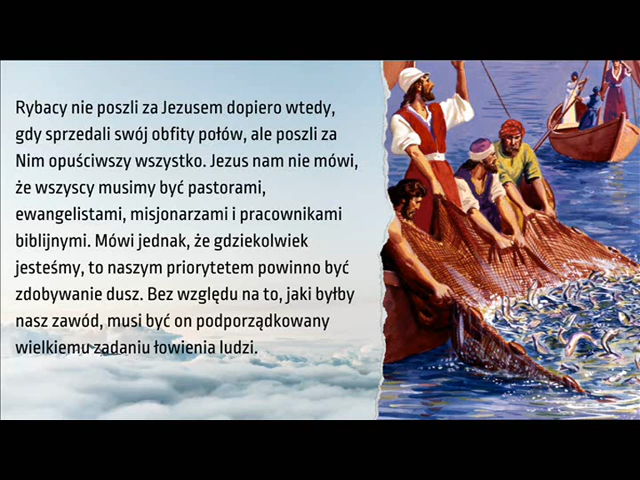 Rybacy nie poszli za Jezusem dopiero wtedy,
gdy sprzedali swój obfity połów, ale poszli za
Nim opuściwszy wszystko. Jezus nam nie mówi,
że wszyscy musimy być pastorami,
ewangelistami, misjonarzami i pracownikami
biblijnymi. Mówi jednak, że gdziekolwiek
jesteśmy, to naszym priorytetem powinno być
zdobywanie dusz. Bez względu na to, jaki byłby
nasz zawód, musi być on podporządkowany
wielkiemu zadaniu łowienia ludzi.